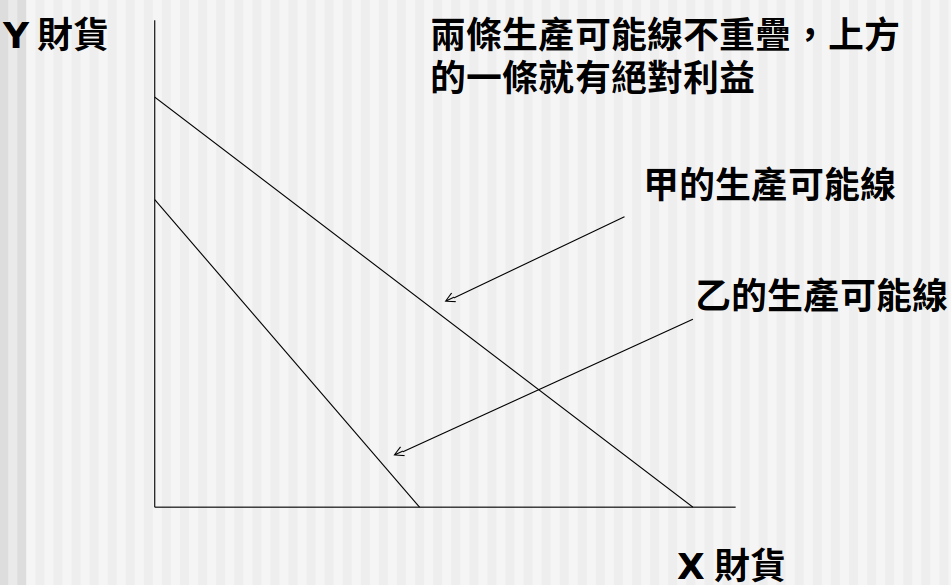 Y 財貨
兩條生產可能線不重疊，上方
的一條就有絕對利益
甲的生產可能線
乙的生產可能線
X 財貨